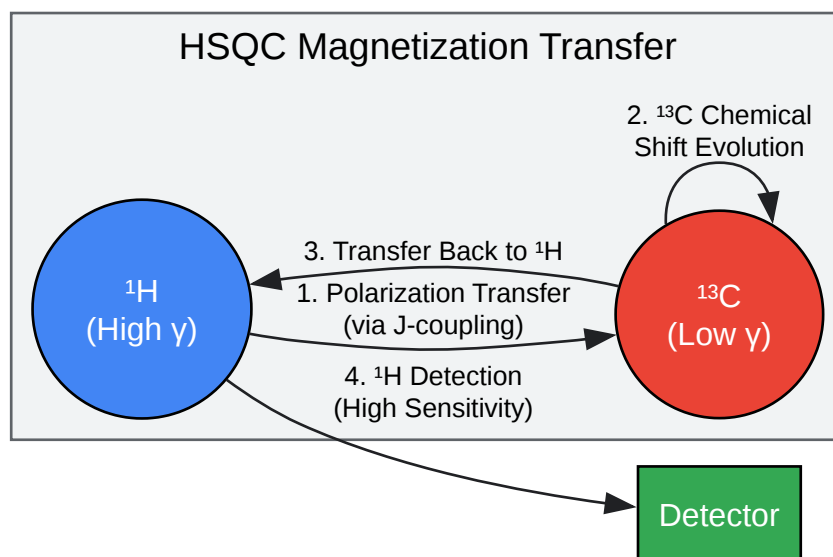 HSQC Magnetization Transfer
2. ¹³C Chemical
Shift Evolution
3. Transfer Back to ¹H
¹H
(High γ)
1. Polarization Transfer
(via J-coupling)
¹³C
(Low γ)
4. ¹H Detection
(High Sensitivity)
Detector